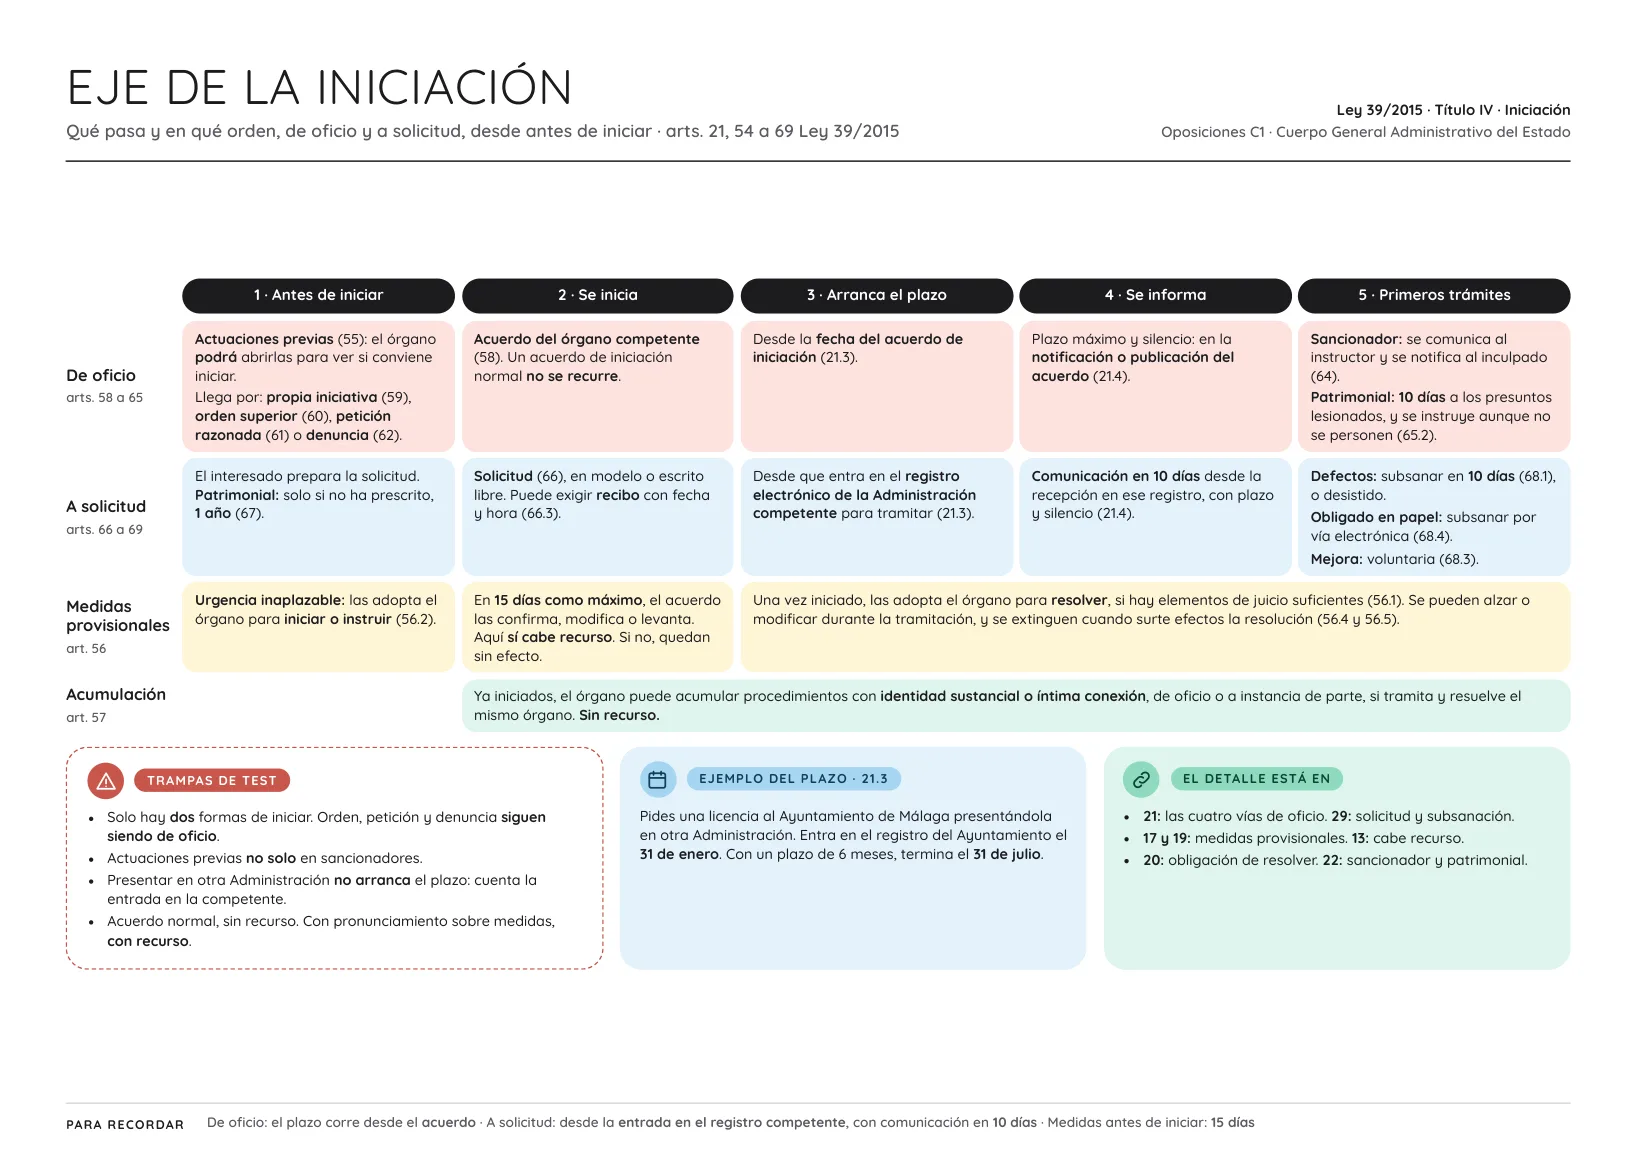 EJE DE LA INICIACIÓN
Qué pasa y en qué orden, de oficio y a solicitud, desde antes de iniciar · arts. 21, 54 a 69 Ley 39/2015
Ley 39/2015 · Título IV · Iniciación
Oposiciones C1 · Cuerpo General Administrativo del Estado
1 · Antes de iniciar
2 · Se inicia
3 · Arranca el plazo
4 · Se informa
5 · Primeros trámites
De oficio
arts. 58 a 65
Actuaciones previas (55): el órgano
podrá abrirlas para ver si conviene
iniciar.
Llega por: propia iniciativa (59),
orden superior (60), petición
razonada (61) o denuncia (62).
Acuerdo del órgano competente
(58). Un acuerdo de iniciación
normal no se recurre.
Desde la fecha del acuerdo de
iniciación (21.3).
Plazo máximo y silencio: en la
notificación o publicación del
acuerdo (21.4).
Sancionador: se comunica al
instructor y se notifica al inculpado
(64).
Patrimonial: 10 días a los presuntos
lesionados, y se instruye aunque no
se personen (65.2).
A solicitud
arts. 66 a 69
El interesado prepara la solicitud.
Patrimonial: solo si no ha prescrito,
1 año (67).
Solicitud (66), en modelo o escrito
libre. Puede exigir recibo con fecha
y hora (66.3).
Desde que entra en el registro
electrónico de la Administración
competente para tramitar (21.3).
Comunicación en 10 días desde la
recepción en ese registro, con plazo
y silencio (21.4).
Defectos: subsanar en 10 días (68.1),
o desistido.
Obligado en papel: subsanar por
vía electrónica (68.4).
Mejora: voluntaria (68.3).
Medidas
provisionales
art. 56
Urgencia inaplazable: las adopta el
órgano para iniciar o instruir (56.2).
En 15 días como máximo, el acuerdo
las confirma, modifica o levanta.
Aquí sí cabe recurso. Si no, quedan
sin efecto.
Una vez iniciado, las adopta el órgano para resolver, si hay elementos de juicio suficientes (56.1). Se pueden alzar o
modificar durante la tramitación, y se extinguen cuando surte efectos la resolución (56.4 y 56.5).
Acumulación
art. 57
Ya iniciados, el órgano puede acumular procedimientos con identidad sustancial o íntima conexión, de oficio o a instancia de parte, si tramita y resuelve el
mismo órgano. Sin recurso.
TRAMPAS DE TEST
• Solo hay dos formas de iniciar. Orden, petición y denuncia siguen
siendo de oficio.
• Actuaciones previas no solo en sancionadores.
• Presentar en otra Administración no arranca el plazo: cuenta la
entrada en la competente.
• Acuerdo normal, sin recurso. Con pronunciamiento sobre medidas,
con recurso.
EJEMPLO DEL PLAZO · 21.3
Pides una licencia al Ayuntamiento de Málaga presentándola
en otra Administración. Entra en el registro del Ayuntamiento el
31 de enero. Con un plazo de 6 meses, termina el 31 de julio.
EL DETALLE ESTÁ EN
• 21: las cuatro vías de oficio. 29: solicitud y subsanación.
• 17 y 19: medidas provisionales. 13: cabe recurso.
• 20: obligación de resolver. 22: sancionador y patrimonial.
PARA RECORDAR
De oficio: el plazo corre desde el acuerdo · A solicitud: desde la entrada en el registro competente, con comunicación en 10 días · Medidas antes de iniciar: 15 días